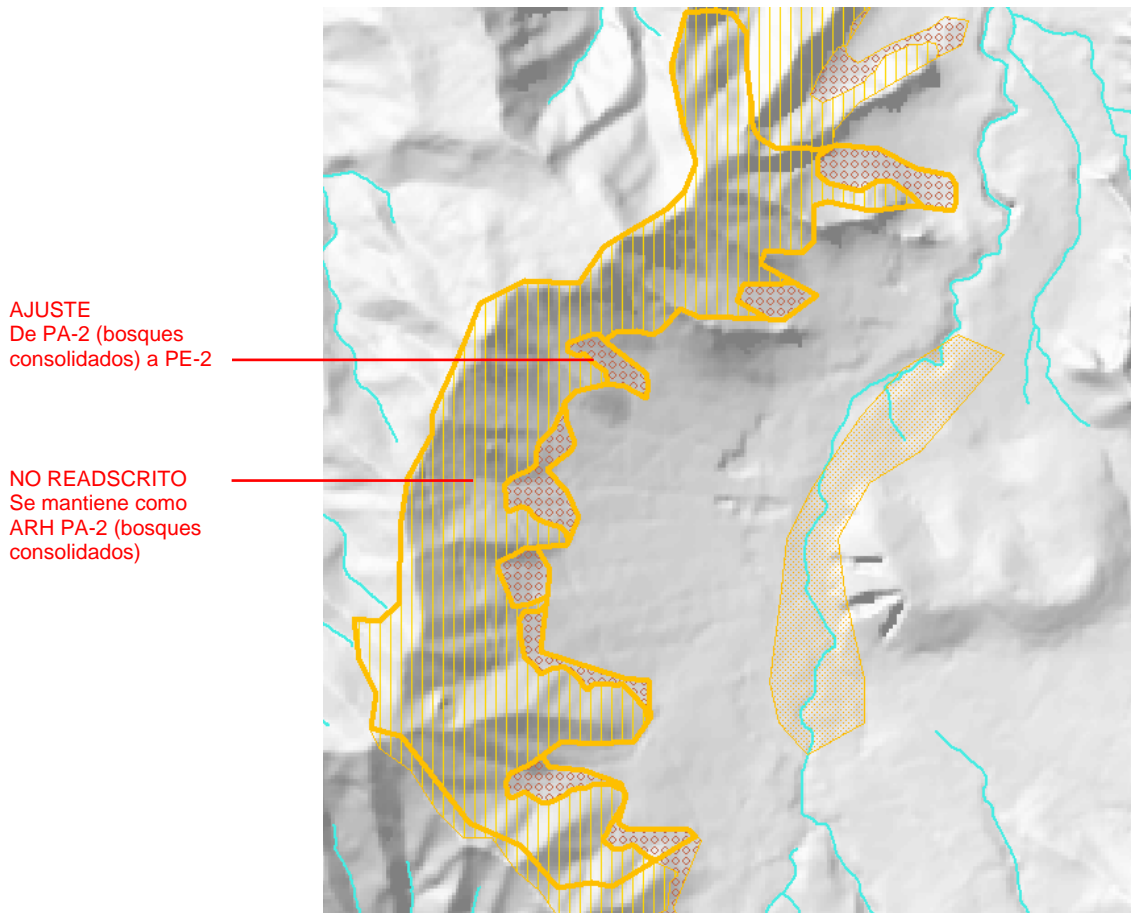 AJUSTE
De PA-2 (bosques
consolidados) a PE-2
NO READSCRITO
Se mantiene como
ARH PA-2 (bosques
consolidados)